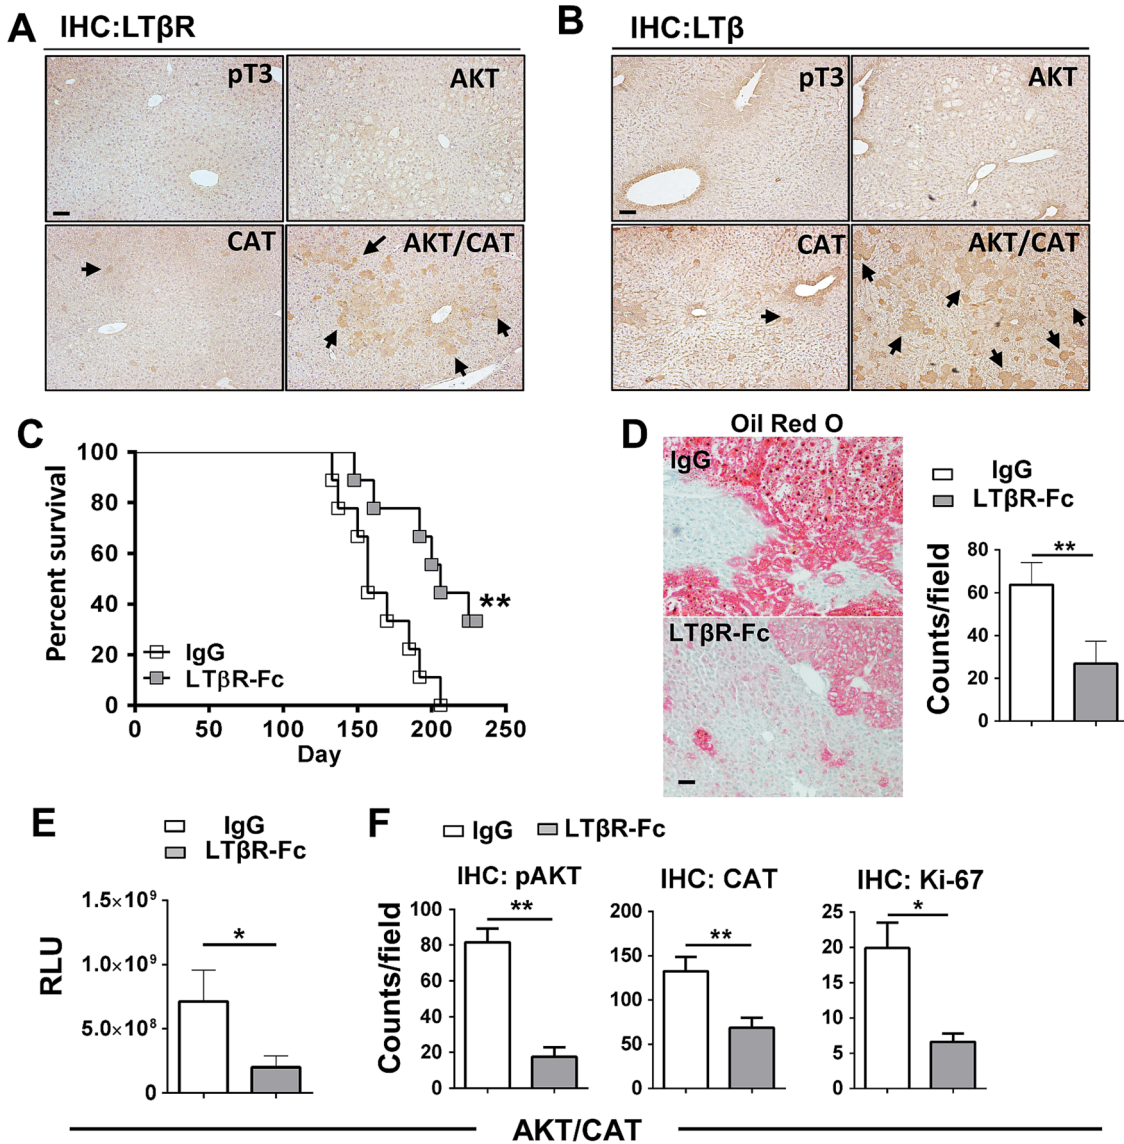 A
IHC:LTβR
pT3
AKT
CAT
AKT/CAT
B
IHC:LTβ
pT3
AKT
CAT
AKT/CAT
C
Percent survival
100
80
60
40
20
0
**
IgG
LTβR-Fc
0 50 100 150 200 250
Day
D
Oil Red O
IgG
LTβR-Fc
IgG
LTβR-Fc
Counts/field
80
60
40
20
0
**
E
IgG
LTβR-Fc
RLU
1.5×10⁹
1.0×10⁹
5.0×10⁸
0
*
F
IgG LTβR-Fc
IHC: pAKT
Counts/field
100
80
60
40
20
0
**
IHC: CAT
200
150
100
50
0
**
IHC: Ki-67
25
20
15
10
5
0
*
AKT/CAT